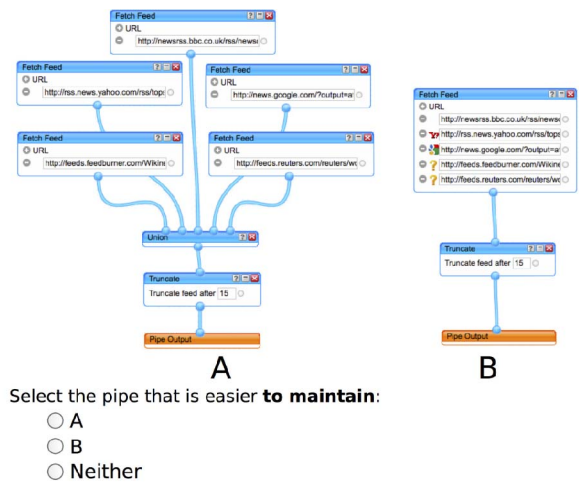 Fetch Feed
URL
http://newsrss.bbc.co.uk/rss/newsr
Fetch Feed
URL
http://rss.news.yahoo.com/rss/top
Fetch Feed
URL
http://news.google.com/?output=a
Fetch Feed
URL
http://feeds.feedburner.com/Wikin
Fetch Feed
URL
http://feeds.reuters.com/reuters/wo
Union
Truncate
Truncate feed after 15
Pipe Output
A
Fetch Feed
URL
http://newsrss.bbc.co.uk/rss/newsr
http://rss.news.yahoo.com/rss/tops
http://news.google.com/?output=a
http://feeds.feedburner.com/Wikine
http://feeds.reuters.com/reuters/wo
Truncate
Truncate feed after 15
Pipe Output
B
Select the pipe that is easier to maintain:
A
B
Neither